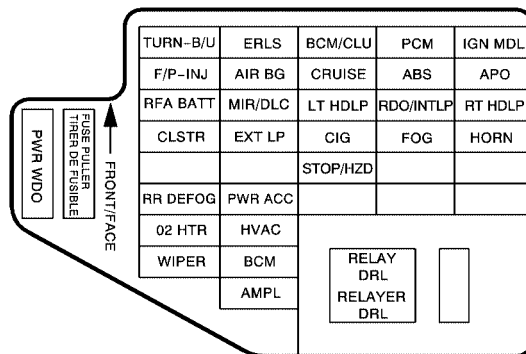 TURN-B/U ERLS BCM/CLU PCM IGN MDL
F/P-INJ AIR BG CRUISE ABS APO
RFA BATT MIR/DLC LT HDLP RDO/INTLP RT HDLP
CLSTR EXT LP CIG FOG HORN
STOP/HZD
RR DEFOG PWR ACC
02 HTR HVAC
WIPER BCM
AMPL
PWR WDO
FUSE PULLER
TIRER DE FUSIBLE
FRONT/FACE
RELAY
DRL
RELAYER
DRL